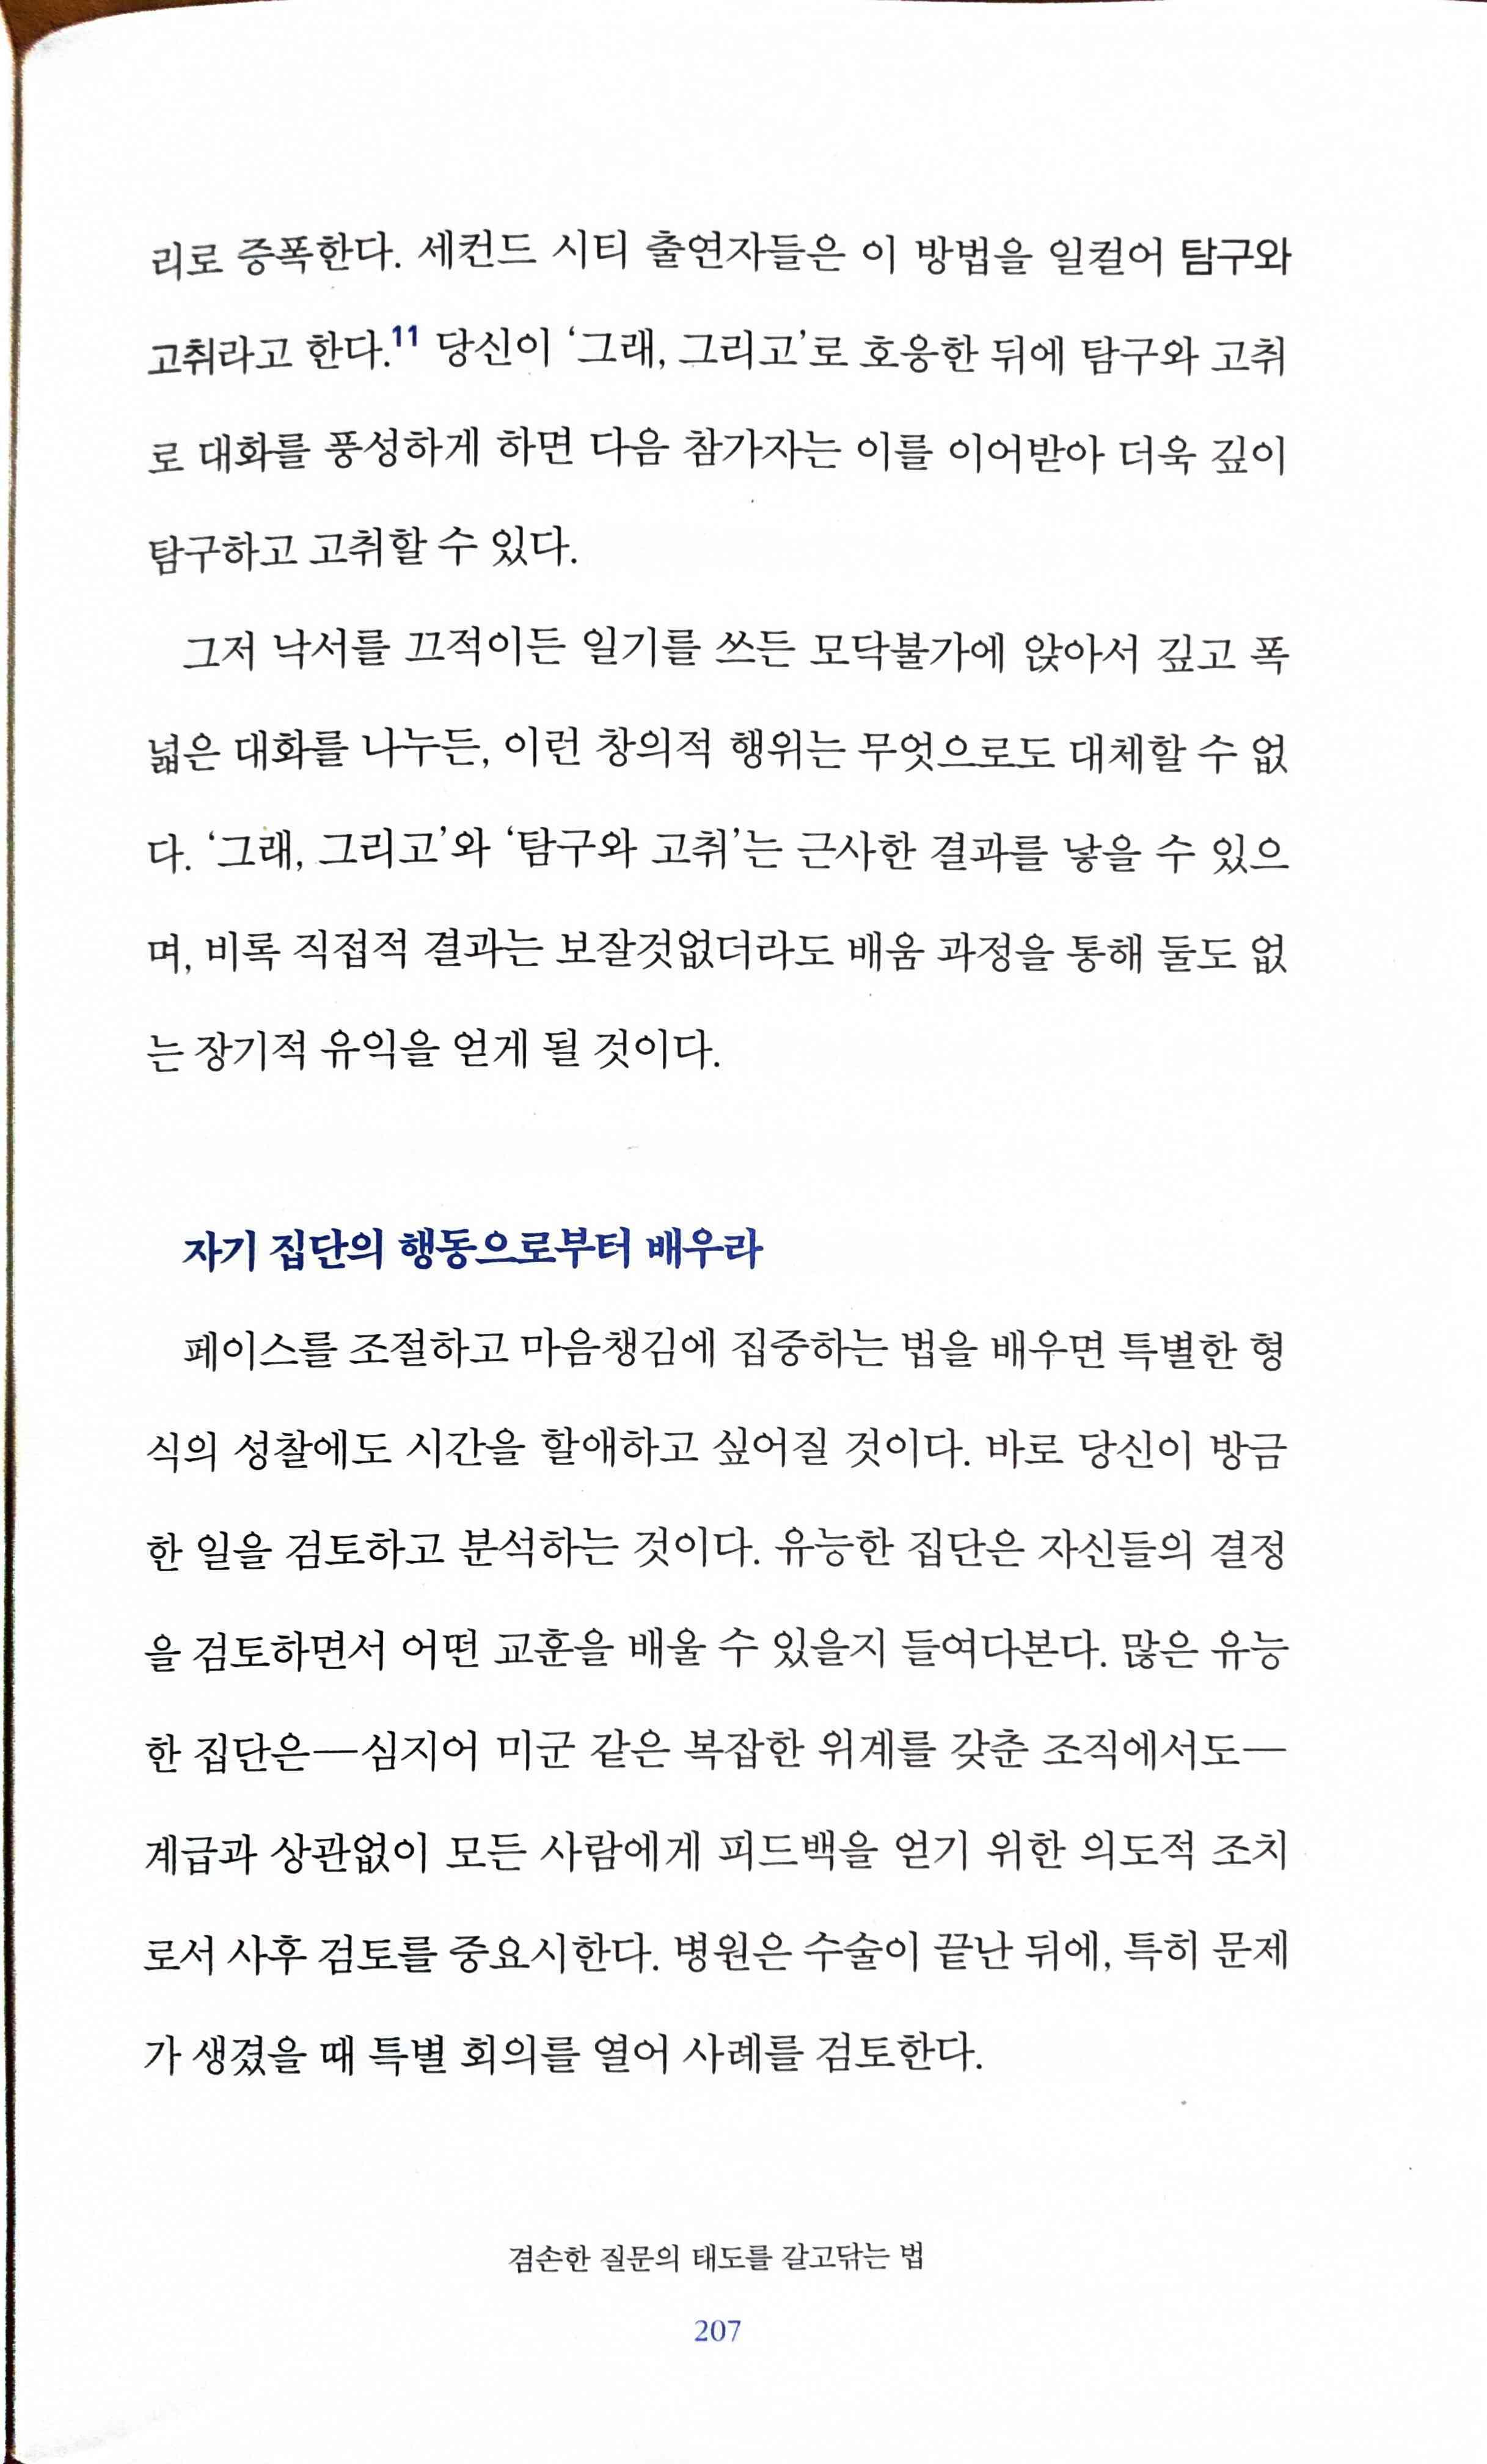 리로 증폭한다. 세컨드 시티 출연자들은 이 방법을 일컬어 탐구와
고취라고 한다.11 당신이 ‘그래, 그리고’로 호응한 뒤에 탐구와 고취
로 대화를 풍성하게 하면 다음 참가자는 이를 이어받아 더욱 깊이
탐구하고 고취할 수 있다.
그저 낙서를 끄적이든 일기를 쓰든 모닥불가에 앉아서 깊고 폭
넓은 대화를 나누든, 이런 창의적 행위는 무엇으로도 대체할 수 없
다. ‘그래, 그리고’와 ‘탐구와 고취’는 근사한 결과를 낳을 수 있으
며, 비록 직접적 결과는 보잘것없더라도 배움 과정을 통해 둘도 없
는 장기적 유익을 얻게 될 것이다.
자기 집단의 행동으로부터 배우라
페이스를 조절하고 마음챙김에 집중하는 법을 배우면 특별한 형
식의 성찰에도 시간을 할애하고 싶어질 것이다. 바로 당신이 방금
한 일을 검토하고 분석하는 것이다. 유능한 집단은 자신들의 결정
을 검토하면서 어떤 교훈을 배울 수 있을지 들여다본다. 많은 유능
한 집단은—심지어 미군 같은 복잡한 위계를 갖춘 조직에서도—
계급과 상관없이 모든 사람에게 피드백을 얻기 위한 의도적 조치
로서 사후 검토를 중요시한다. 병원은 수술이 끝난 뒤에, 특히 문제
가 생겼을 때 특별 회의를 열어 사례를 검토한다.
겸손한 질문의 태도를 갈고닦는 법
207